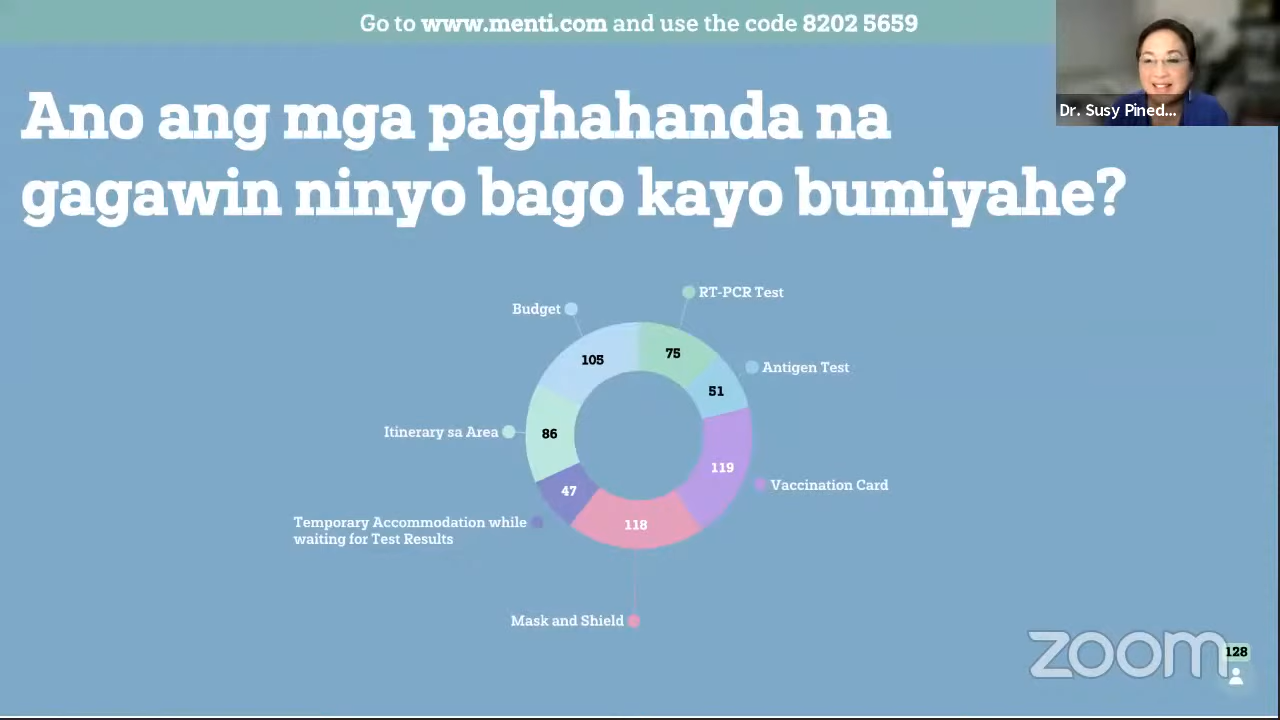 Go to www.menti.com and use the code 8202 5659
Dr. Susy Pined...
Ano ang mga paghahanda na
gagawin ninyo bago kayo bumiyahe?
RT-PCR Test
Budget
105
75
Antigen Test
51
Itinerary sa Area
86
119
Vaccination Card
47
Temporary Accommodation while
waiting for Test Results
118
Mask and Shield
zoom
128